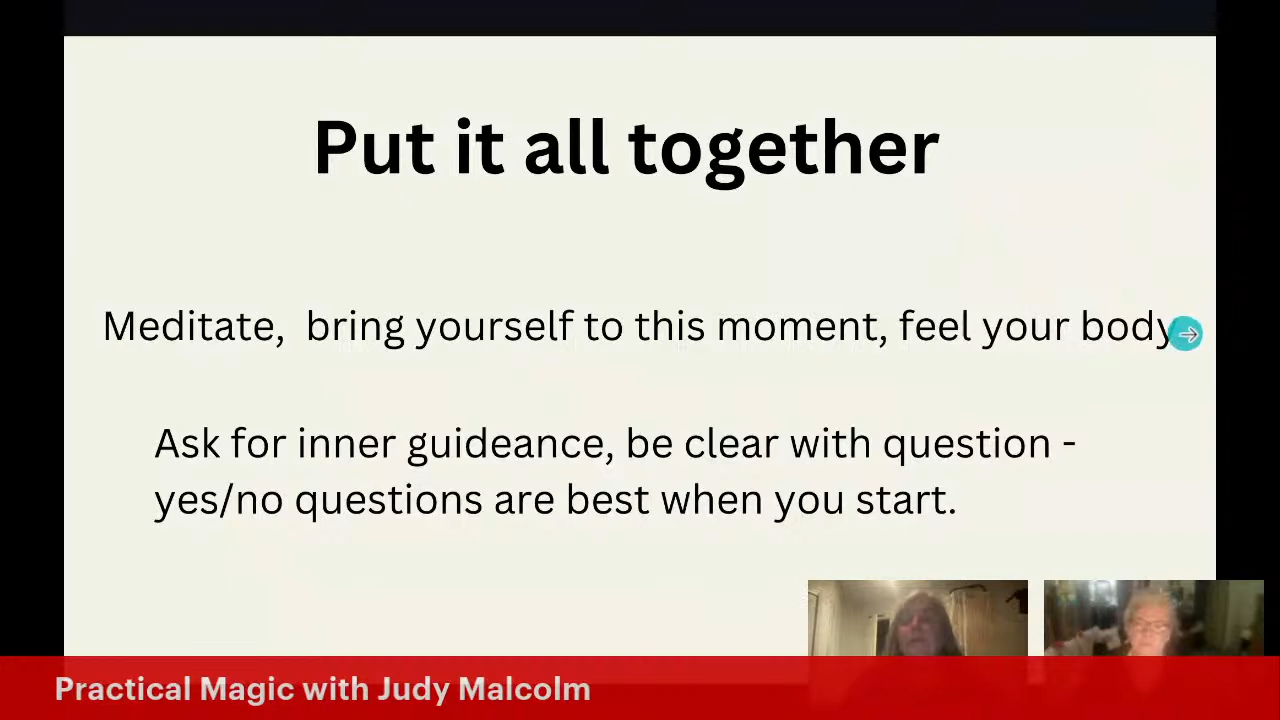 Put it all together
Meditate,  bring yourself to this moment, feel your body
Ask for inner guideance, be clear with question -
yes/no questions are best when you start.
Practical Magic with Judy Malcolm